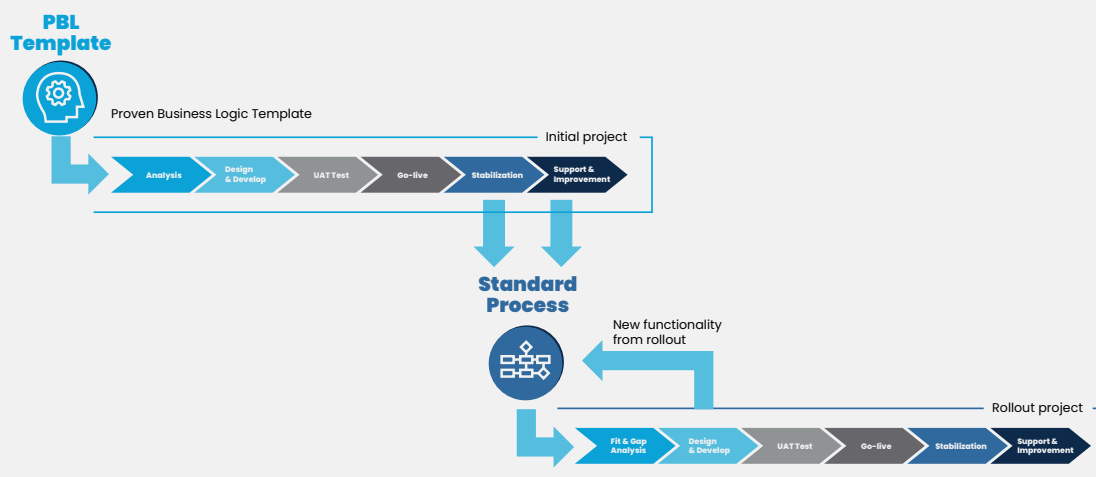 PBL
Template
Proven Business Logic Template
Initial project
Analysis
Design
& Develop
UAT Test
Go-live
Stabilization
Support &
Improvement
Standard
Process
New functionality
from rollout
Rollout project
Fit & Gap
Analysis
Design
& Develop
UAT Test
Go-live
Stabilization
Support &
Improvement